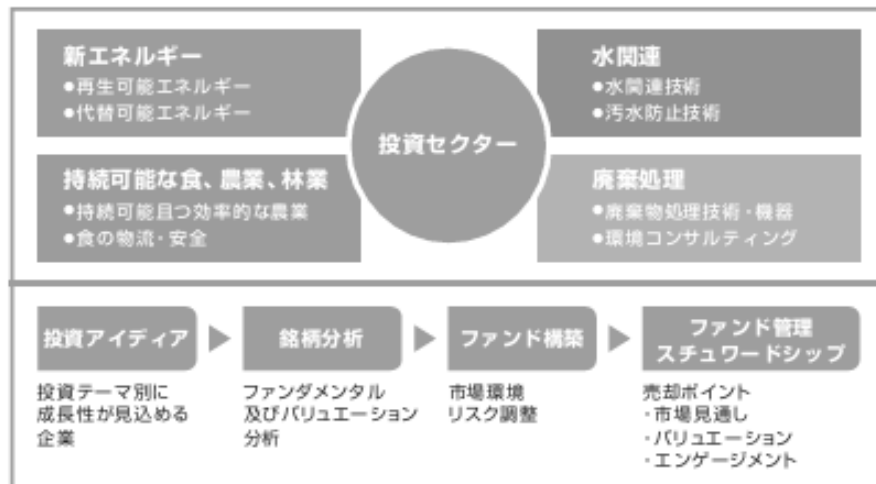 新エネルギー
●再生可能エネルギー
●代替可能エネルギー
水関連
●水関連技術
●汚水防止技術
投資セクター
持続可能な食、農業、林業
●持続可能且つ効率的な農業
●食の物流・安全
廃棄処理
●廃棄物処理技術・機器
●環境コンサルティング
投資アイディア
投資テーマ別に
成長性が見込める
企業
銘柄分析
ファンダメンタル
及びバリュエーション
分析
ファンド構築
市場環境
リスク調整
ファンド管理
スチュワードシップ
売却ポイント
・市場見通し
・バリュエーション
・エンゲージメント